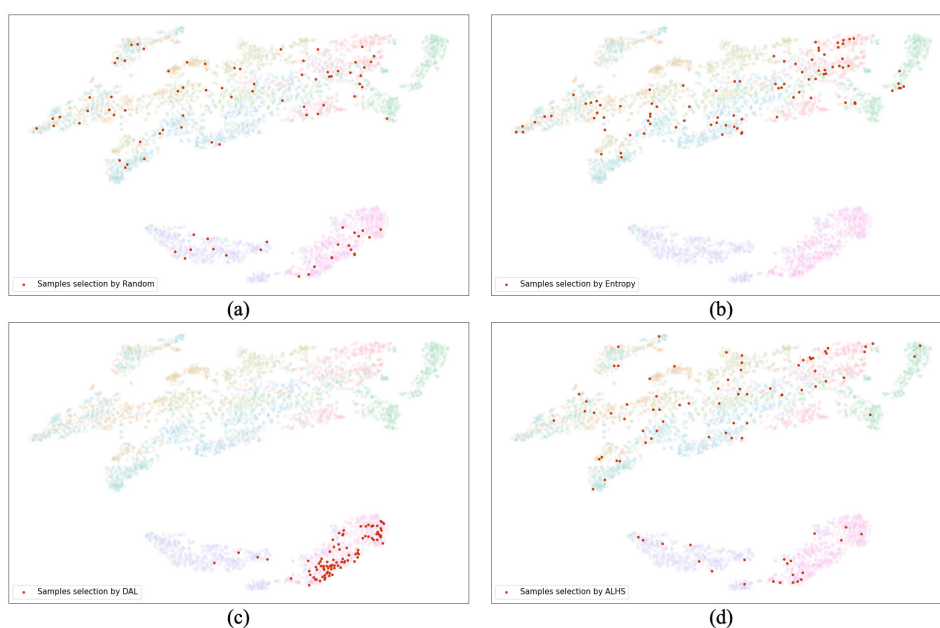 Samples selection by Random
Samples selection by Entropy
(a)
(b)
Samples selection by DAL
Samples selection by ALHS
(c)
(d)